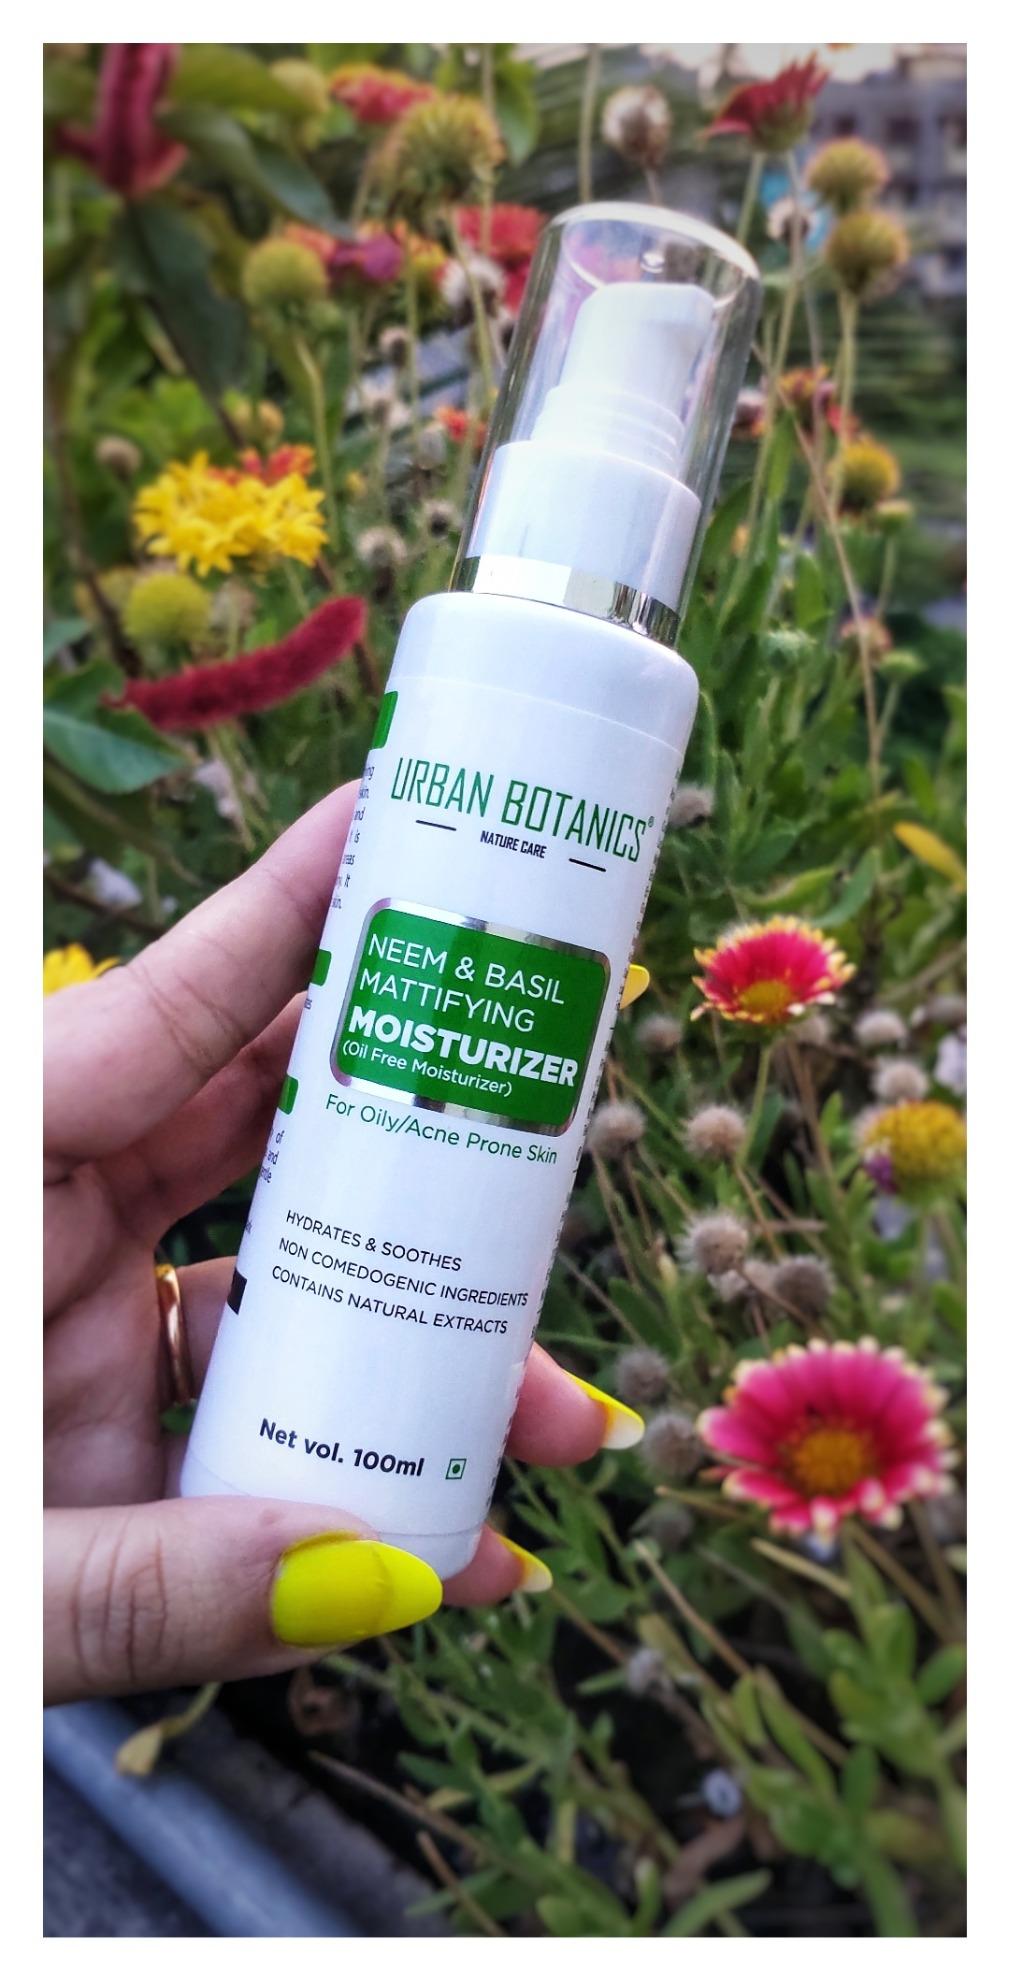 URBAN BOTANICS®
NATURE CARE
NEEM & BASIL
MATTIFYING
MOISTURIZER
(Oil Free Moisturizer)
For Oily/Acne Prone Skin
HYDRATES & SOOTHES
NON COMEDOGENIC INGREDIENTS
CONTAINS NATURAL EXTRACTS
Net vol. 100ml